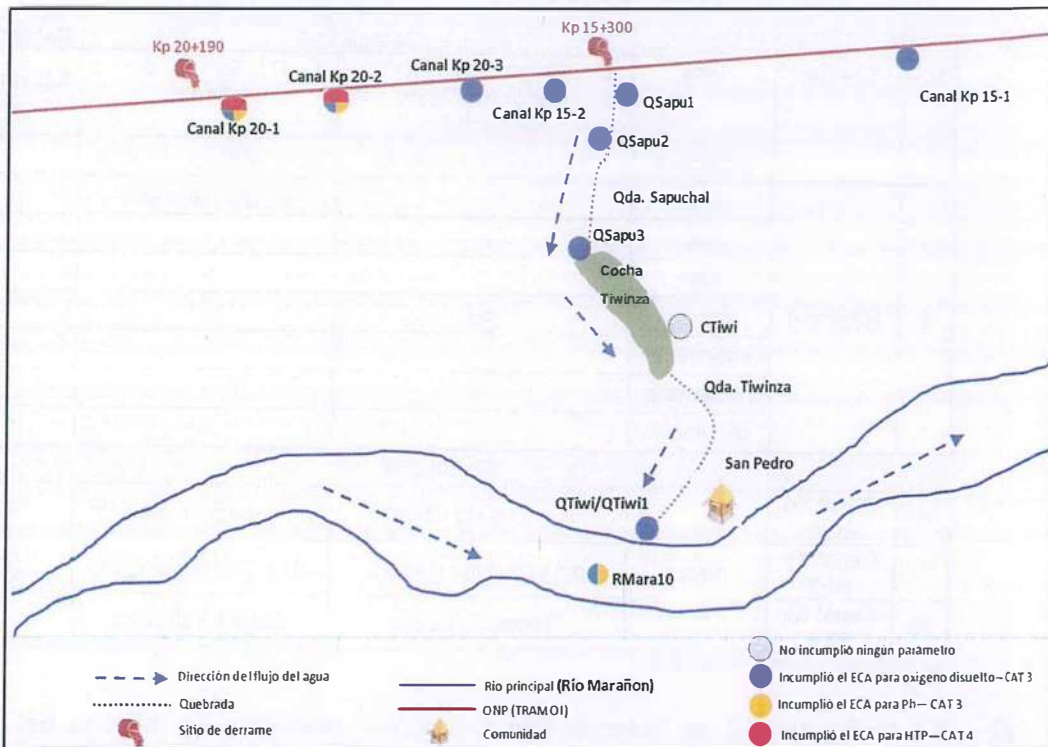 Kp 20+190
Kp 15+300
Canal Kp 20-3
Canal Kp 20-2
Canal Kp 15-1
Canal Kp 20-1
Canal Kp 15-2
QSapu1
QSapu2
Qda. Sapuchal
QSapu3
Cocha
Tiwinza
CTiwi
Qda. Tiwinza
San Pedro
QTiwi/QTiwi1
RMara10
Dirección del flujo del agua
Quebrada
Sitio de derrame
Rio principal (Río Marañon)
ONP (TRAMO I)
Comunidad
No incumplió ningún parámetro
Incumplió el ECA para oxígeno disuelto–CAT 3
Incumplió el ECA para Ph— CAT 3
Incumplió el ECA para HTP—CAT 4